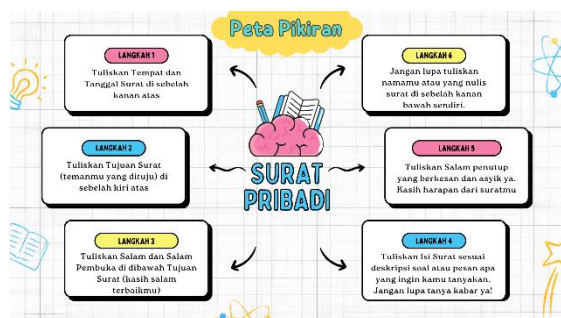 Peta Pikiran
LANGKAH 1
Tuliskan Tempat dan
Tanggal Surat di sebelah
kanan atas
LANGKAH 2
Tuliskan Tujuan Surat
(temanmu yang dituju) di
sebelah kiri atas
LANGKAH 3
Tuliskan Salam dan Salam
Pembuka di dibawah Tujuan
Surat (kasih salam
terbaikmu)
SURAT
PRIBADI
LANGKAH 6
Jangan lupa tuliskan
namamu atau yang nulis
surat di sebelah kanan
bawah sendiri.
LANGKAH 5
Tuliskan Salam penutup
yang berkesan dan asyik ya.
Kasih harapan dari suratmu
LANGKAH 4
Tuliskan Isi Surat sesuai
deskripsi soal atau pesan apa
yang ingin kamu tanyakan.
Jangan lupa tanya kabar ya!